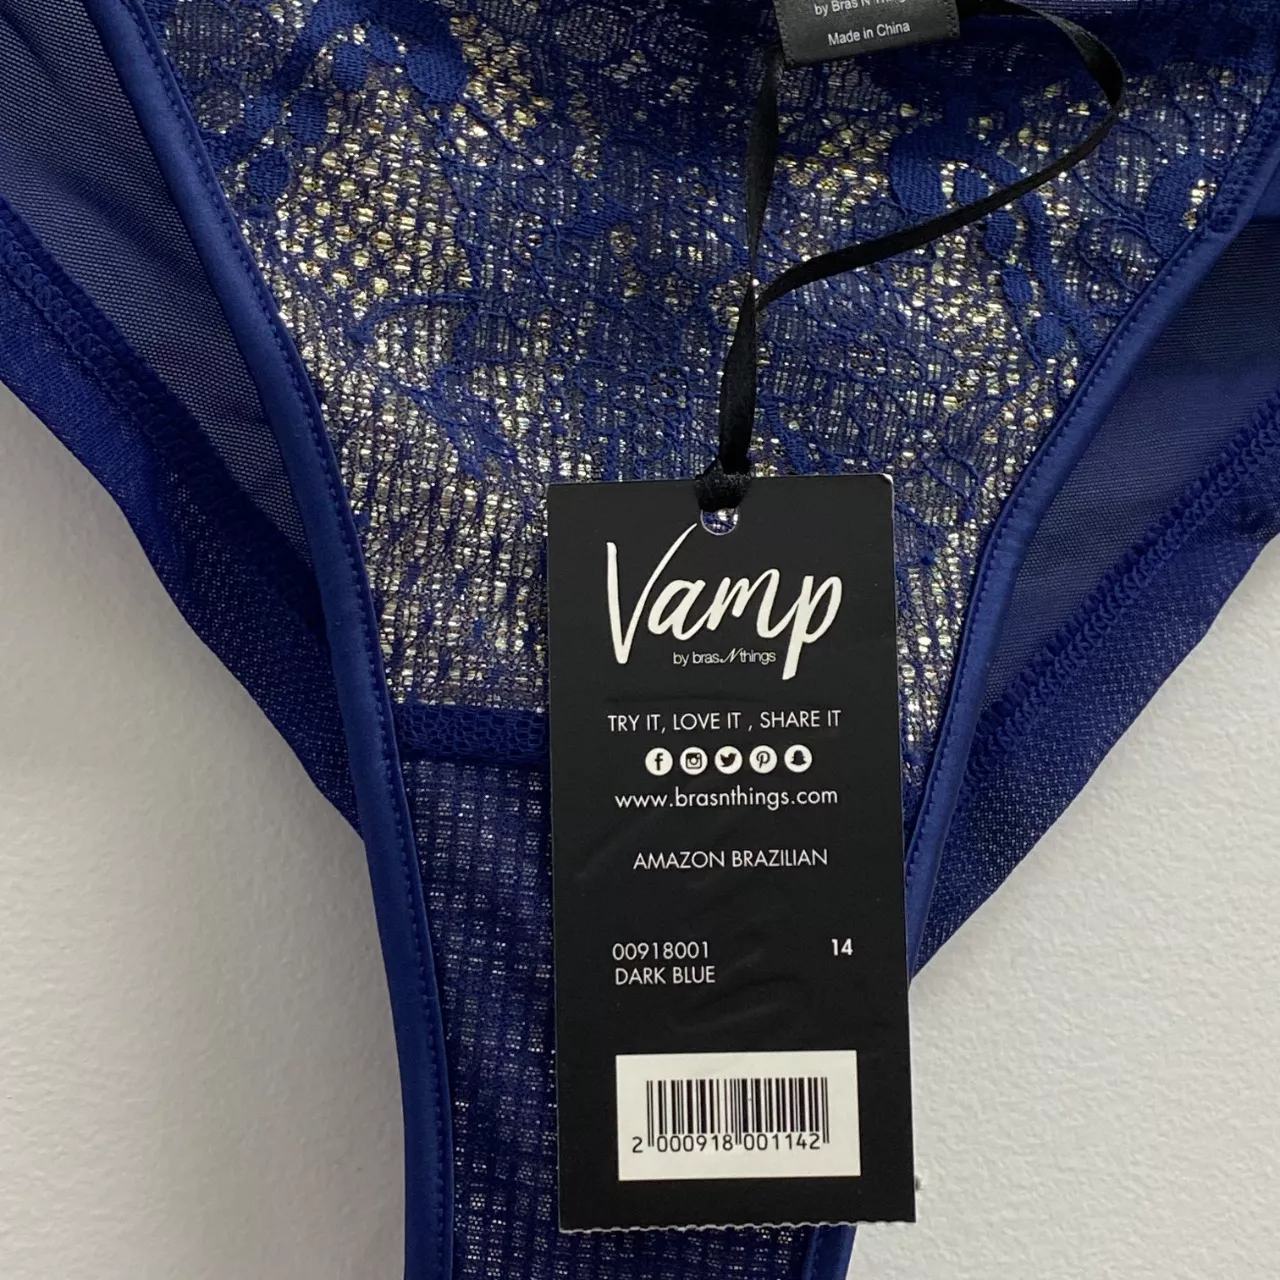 by Bras N Things
Made in China
Vamp
by brasNthings
TRY IT, LOVE IT , SHARE IT
www.brasnthings.com
AMAZON BRAZILIAN
00918001 14
DARK BLUE
2 000918 001142